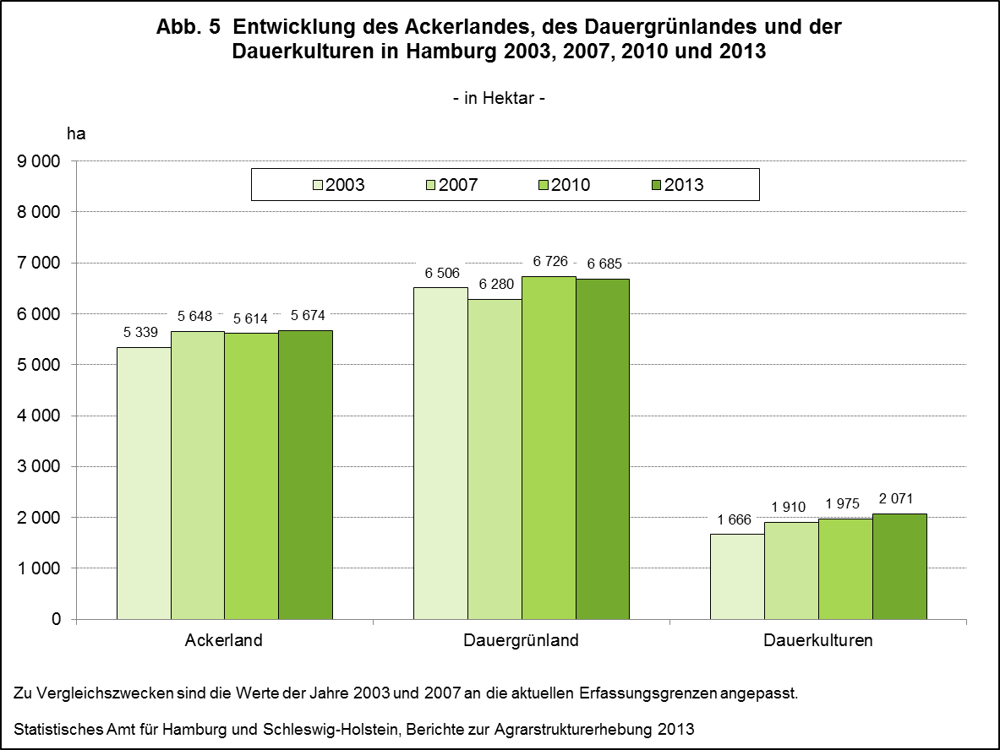 Abb. 5  Entwicklung des Ackerlandes, des Dauergrünlandes und der
Dauerkulturen in Hamburg 2003, 2007, 2010 und 2013
- in Hektar -
ha
9 000
2003 2007 2010 2013
8 000
7 000
6 000
5 000
4 000
3 000
2 000
1 000
0
5 339
5 648
5 614
5 674
6 506
6 280
6 726
6 685
1 666
1 910
1 975
2 071
Ackerland Dauergrünland Dauerkulturen
Zu Vergleichszwecken sind die Werte der Jahre 2003 und 2007 an die aktuellen Erfassungsgrenzen angepasst.
Statistisches Amt für Hamburg und Schleswig-Holstein, Berichte zur Agrarstrukturerhebung 2013